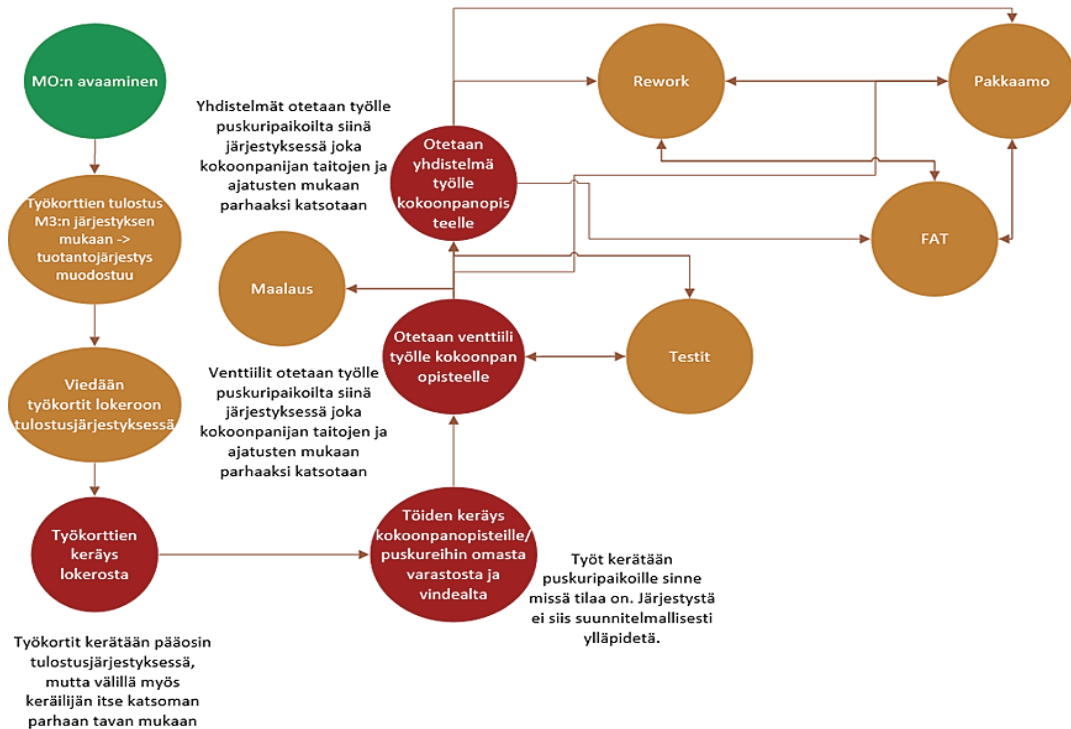 MO:n avaaminen
Työkorttien tulostus
M3:n järjestyksen
mukaan ->
tuotantojärjestys
muodostuu
Viedään
työkortit lokeroon
tulostusjärjestyksessä
Työkorttien
keräys
lokerosta
Työkortit kerätään pääosin
tulostusjärjestyksessä,
mutta välillä myös
keräilijän itse katsoman
parhaan tavan mukaan
Töiden keräys
kokoonpanopisteille/
puskureihin omasta
varastosta ja
vindealta
Työt kerätään
puskuripaikoille sinne
missä tilaa on. Järjestystä
ei siis suunnitelmallisesti
ylläpidetä.
Otetaan venttiili
työlle kokoonpan
opisteelle
Venttiilit otetaan työlle
puskuripaikoilta siinä
järjestyksessä joka
kokoonpanijan taitojen ja
ajatusten mukaan
parhaaksi katsotaan
Maalaus
Testit
Otetaan
yhdistelmä
työlle
kokoonpanopis
teelle
Yhdistelmät otetaan työlle
puskuripaikoilta siinä
järjestyksessä joka
kokoonpanijan taitojen ja
ajatusten mukaan
parhaaksi katsotaan
Rework
Pakkaamo
FAT